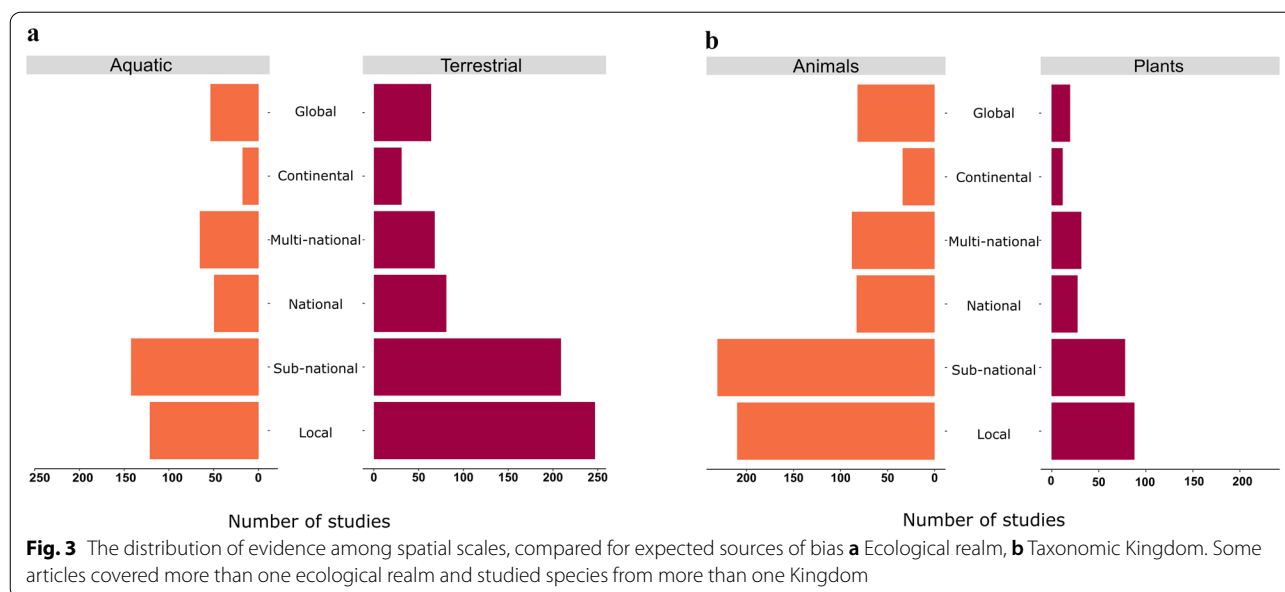 a
Aquatic Terrestrial
Global
Continental
Multi-national
National
Sub-national
Local
250 200 150 100 50 0 0 50 100 150 200 250
Number of studies
b
Animals Plants
Global
Continental
Multi-national
National
Sub-national
Local
200 150 100 50 0 0 50 100 150 200
Number of studies
Fig. 3 The distribution of evidence among spatial scales, compared for expected sources of bias a Ecological realm, b Taxonomic Kingdom. Some
articles covered more than one ecological realm and studied species from more than one Kingdom